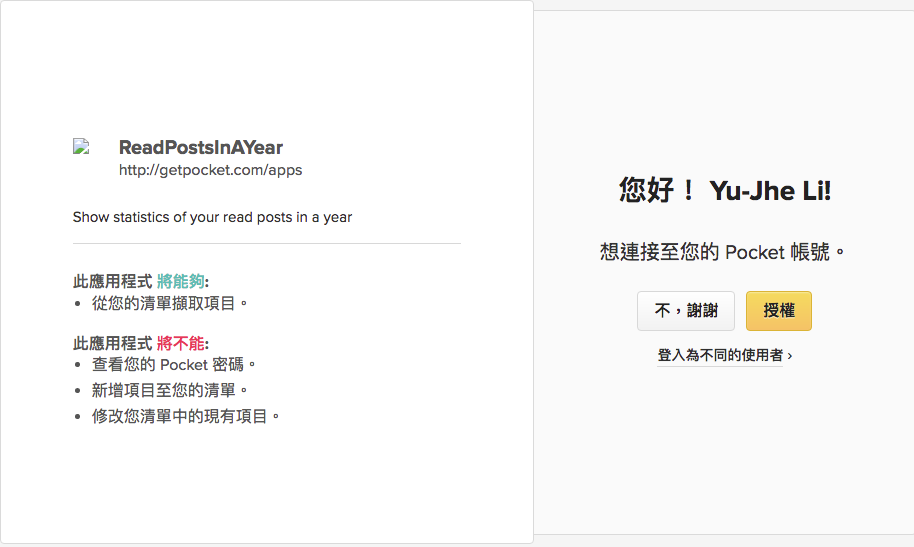 ReadPostsInAYear
http://getpocket.com/apps
Show statistics of your read posts in a year
此應用程式 將能夠:
• 從您的清單擷取項目。
此應用程式 將不能:
• 查看您的 Pocket 密碼。
• 新增項目至您的清單。
• 修改您清單中的現有項目。
您好！ Yu-Jhe Li!
想連接至您的 Pocket 帳號。
不，謝謝 授權
登入為不同的使用者 ›